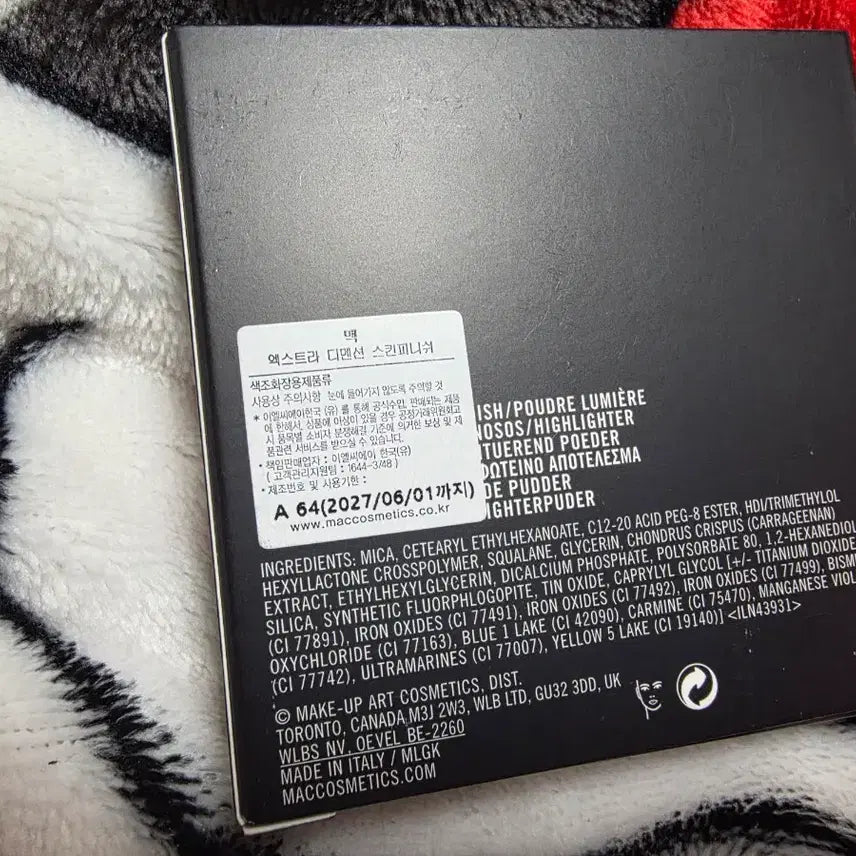 맥
엑스트라 디멘션 스킨피니쉬
색조화장용제품류
사용상 주의사항 눈에 들어가지 않도록 주의할 것
* 이엘씨에이한국 (유) 를 통해 공식수입, 판매되는 제품
에 한해서, 상품에 이상이 있을 경우 공정거래위원회고
시 품목별 소비자 분쟁해결 기준에 의거한 보상 및 제
품관련 서비스를 받으실 수 있습니다.
• 책임판매업자 : 이엘씨에이 한국(유)
( 고객관리지원팀 : 1644-3748 )
• 제조번호 및 사용기한 :
A 64(2027/06/01까지)
www.maccosmetics.co.kr
ISH/POUDRE LUMIÈRE
NOSOS/HIGHLIGHTER
TUEREND POEDER
ΦΩΤΕΙΝΟ ΑΠΟΤΕΛΕΣΜΑ
DE PUDDER
IGHTERPUDER
INGREDIENTS: MICA, CETEARYL ETHYLHEXANOATE, C12-20 ACID PEG-8 ESTER, HDI/TRIMETHYLOL
HEXYLLACTONE CROSSPOLYMER, SQUALANE, GLYCERIN, CHONDRUS CRISPUS (CARRAGEENAN)
EXTRACT, ETHYLHEXYLGLYCERIN, DICALCIUM PHOSPHATE, POLYSORBATE 80, 1,2-HEXANEDIOL
SILICA, SYNTHETIC FLUORPHLOGOPITE, TIN OXIDE, CAPRYLYL GLYCOL [+/- TITANIUM DIOXIDE
(CI 77891), IRON OXIDES (CI 77491), IRON OXIDES (CI 77492), IRON OXIDES (CI 77499), BISM
OXYCHLORIDE (CI 77163), BLUE 1 LAKE (CI 42090), CARMINE (CI 75470), MANGANESE VIO
(CI 77742), ULTRAMARINES (CI 77007), YELLOW 5 LAKE (CI 19140)] <ILN43931>
© MAKE-UP ART COSMETICS, DIST.
TORONTO, CANADA M3J 2W3, WLB LTD, GU32 3DD, UK
WLBS NV. OEVEL BE-2260
MADE IN ITALY / MLGK
MACCOSMETICS.COM